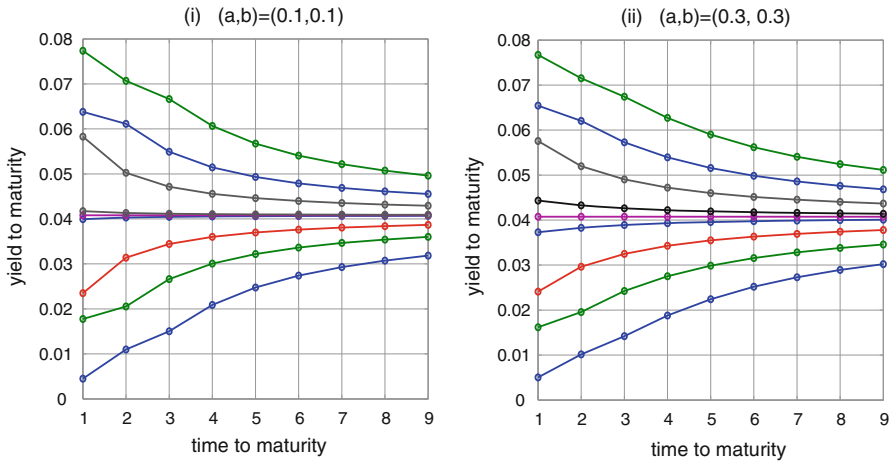 (i) (a,b)=(0.1,0.1)
0.08
0.07
0.06
0.05
0.04
0.03
0.02
0.01
0
yield to maturity
1 2 3 4 5 6 7 8 9
time to maturity
(ii) (a,b)=(0.3, 0.3)
0.08
0.07
0.06
0.05
0.04
0.03
0.02
0.01
0
yield to maturity
1 2 3 4 5 6 7 8 9
time to maturity